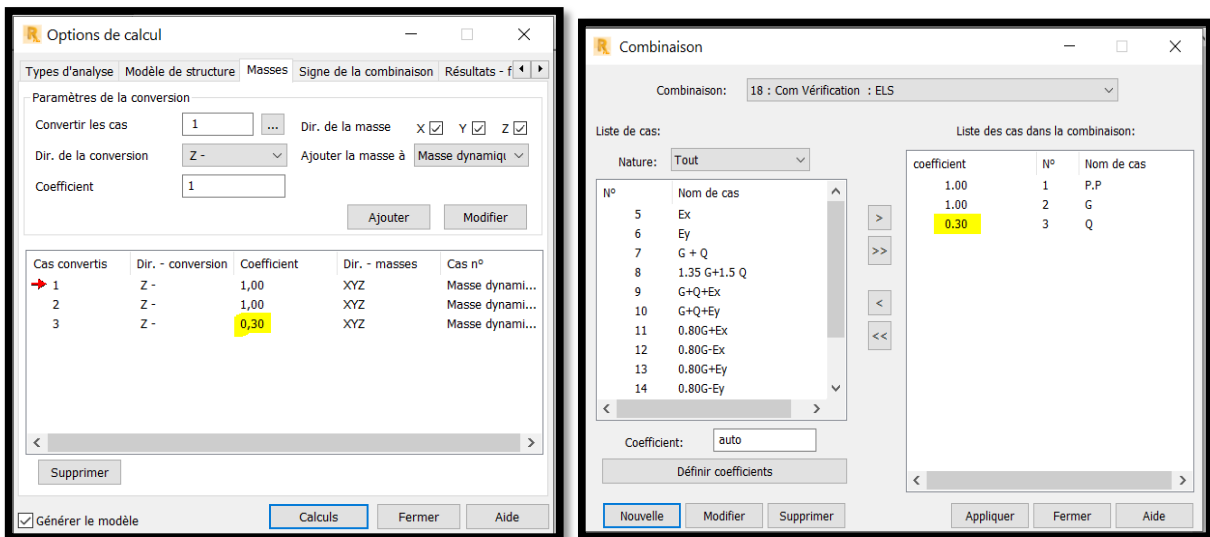 Options de calcul
Types d'analyse Modèle de structure Masses Signe de la combinaison Résultats - f
Paramètres de la conversion
Convertir les cas 1 ... Dir. de la masse X Y Z
Dir. de la conversion Z - Ajouter la masse à Masse dynamiqu
Coefficient 1
Ajouter Modifier
Cas convertis Dir. - conversion Coefficient Dir. - masses Cas n°
1 Z - 1,00 XYZ Masse dynami...
2 Z - 1,00 XYZ Masse dynami...
3 Z - 0,30 XYZ Masse dynami...
Supprimer
Générer le modèle Calculs Fermer Aide
Combinaison
Combinaison: 18 : Com Vérification : ELS
Liste de cas: Liste des cas dans la combinaison:
Nature: Tout
N° Nom de cas
5 Ex
6 Ey
7 G + Q
8 1.35 G+1.5 Q
9 G+Q+Ex
10 G+Q+Ey
11 0.80G+Ex
12 0.80G-Ex
13 0.80G+Ey
14 0.80G-Ey
>
>>
<
<<
coefficient N° Nom de cas
1.00 1 P.P
1.00 2 G
0.30 3 Q
Coefficient: auto
Définir coefficients
Nouvelle Modifier Supprimer Appliquer Fermer Aide